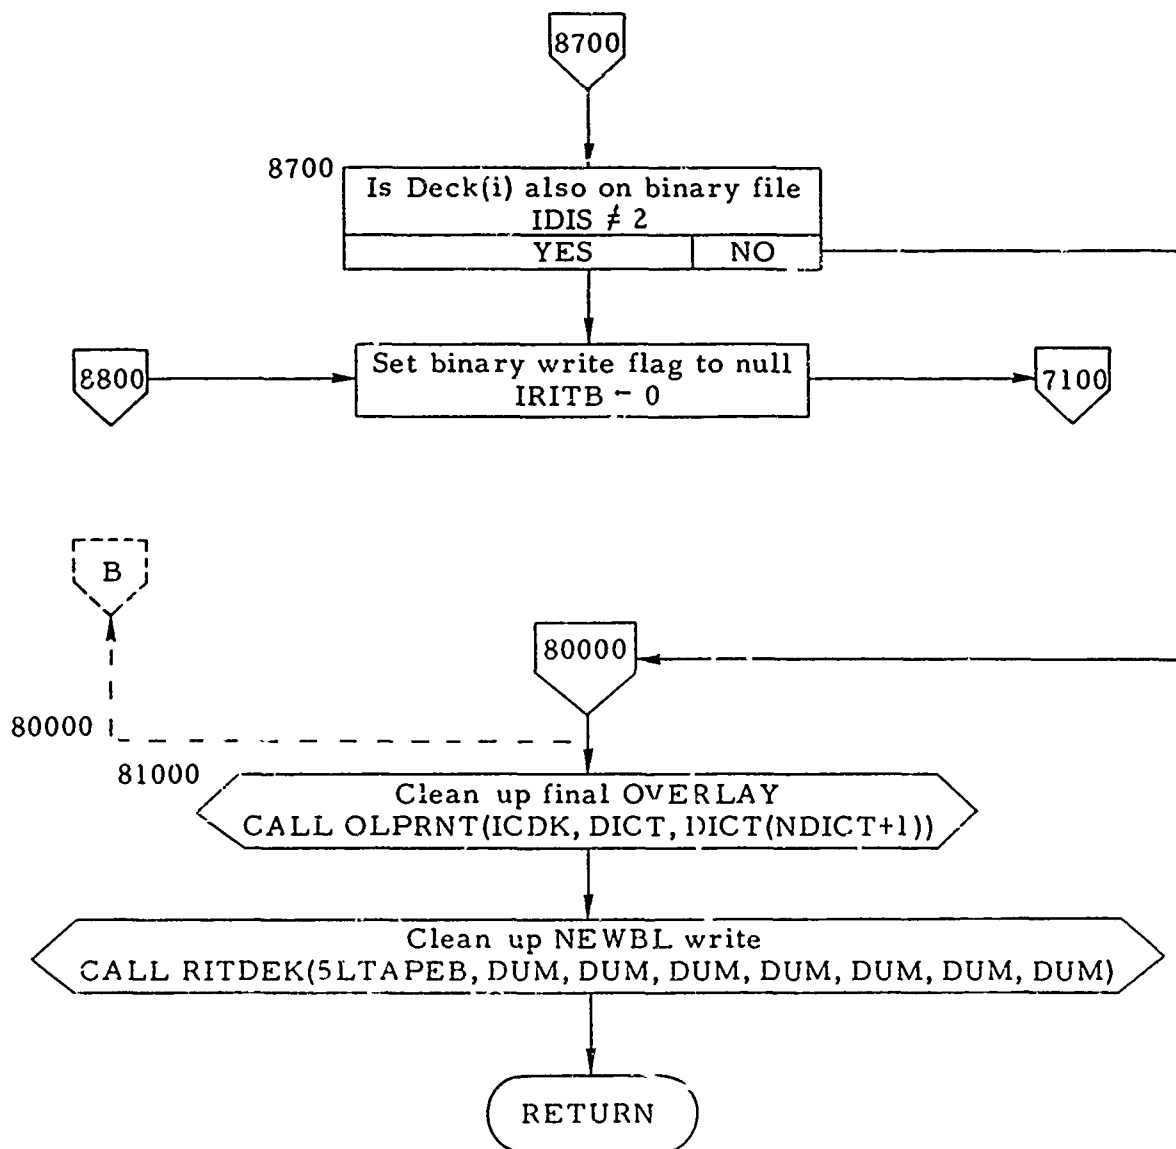 8700
8700
Is Deck(i) also on binary file
IDIS ≠ 2
YES NO
8800
Set binary write flag to null
IRITB ← 0
7100
B
80000
80000
81000
Clean up final OVERLAY
CALL OLPRNT(ICDK, DICT, DICT(NDICT+1))
Clean up NEWBL write
CALL RITDEK(5LTAPEB, DUM, DUM, DUM, DUM, DUM, DUM, DUM)
RETURN